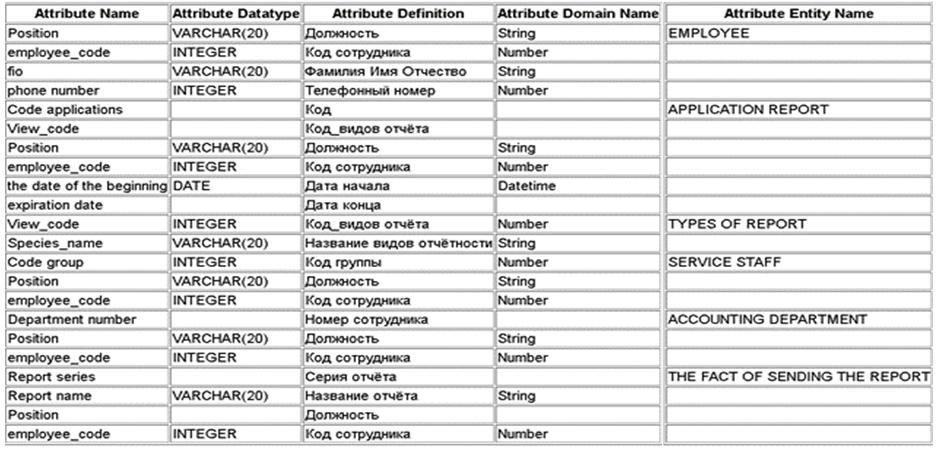 Attribute Name Attribute Datatype Attribute Definition Attribute Domain Name Attribute Entity Name
Position VARCHAR(20) Должность String EMPLOYEE
employee_code INTEGER Код сотрудника Number
fio VARCHAR(20) Фамилия Имя Отчество String
phone number INTEGER Телефонный номер Number
Code applications Код APPLICATION REPORT
View_code Код_видов отчёта
Position VARCHAR(20) Должность String
employee_code INTEGER Код сотрудника Number
the date of the beginning DATE Дата начала Datetime
expiration date Дата конца
View_code INTEGER Код_видов отчёта Number TYPES OF REPORT
Species_name VARCHAR(20) Название видов отчётности String
Code group INTEGER Код группы Number SERVICE STAFF
Position VARCHAR(20) Должность String
employee_code INTEGER Код сотрудника Number
Department number Номер сотрудника ACCOUNTING DEPARTMENT
Position VARCHAR(20) Должность String
employee_code INTEGER Код сотрудника Number
Report series Серия отчёта THE FACT OF SENDING THE REPORT
Report name VARCHAR(20) Название отчёта String
Position Должность
employee_code INTEGER Код сотрудника Number